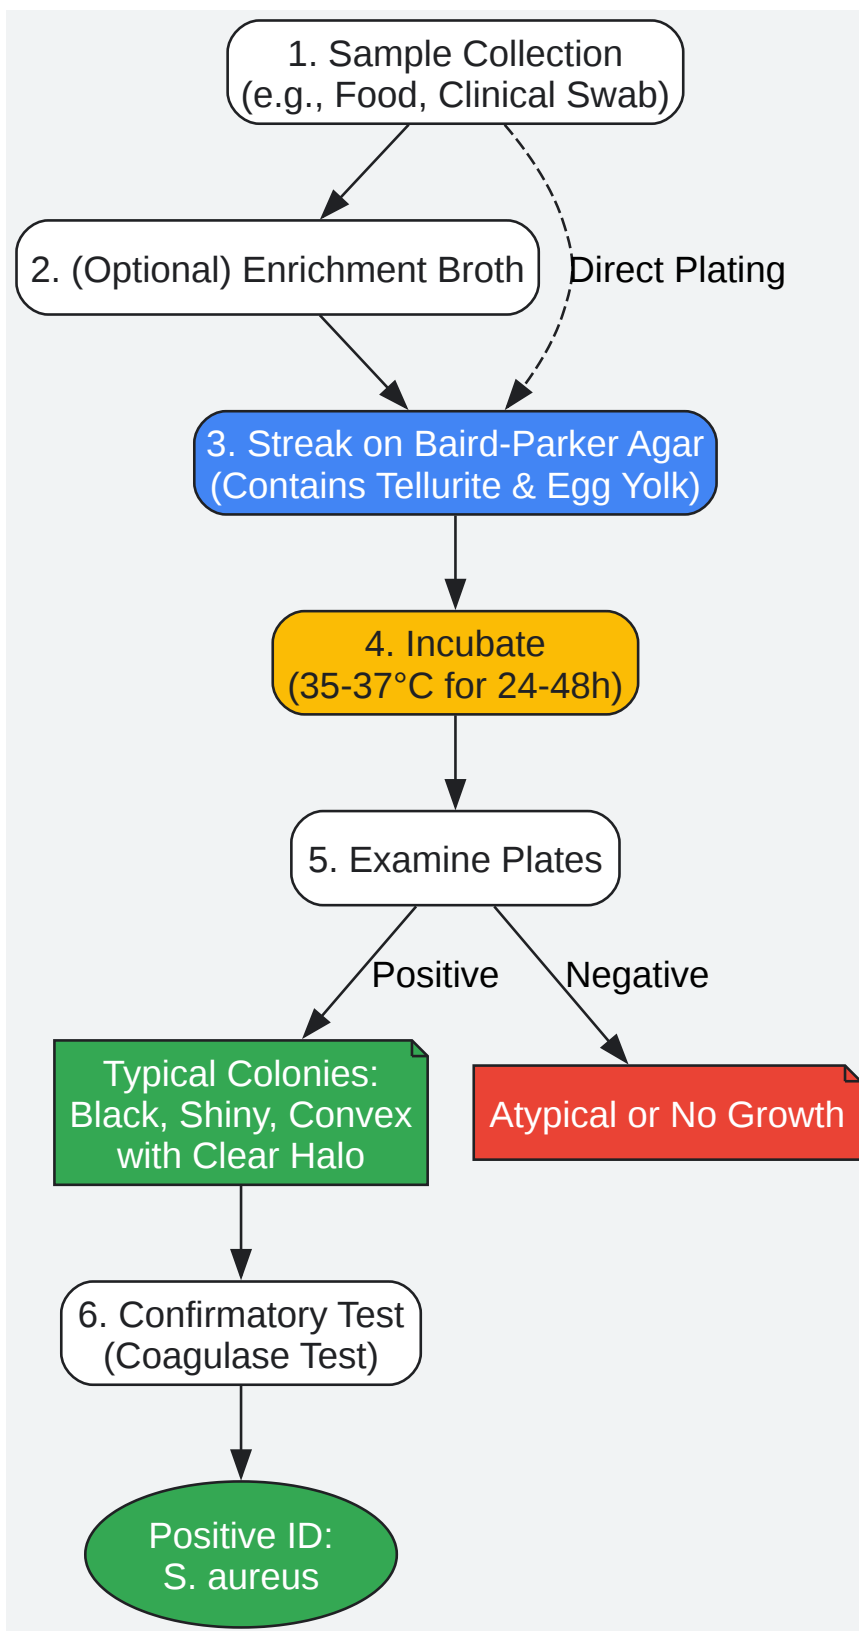 1. Sample Collection
(e.g., Food, Clinical Swab)
2. (Optional) Enrichment Broth
Direct Plating
3. Streak on Baird-Parker Agar
(Contains Tellurite & Egg Yolk)
4. Incubate
(35-37°C for 24-48h)
5. Examine Plates
Positive
Negative
Typical Colonies:
Black, Shiny, Convex
with Clear Halo
Atypical or No Growth
6. Confirmatory Test
(Coagulase Test)
Positive ID:
S. aureus